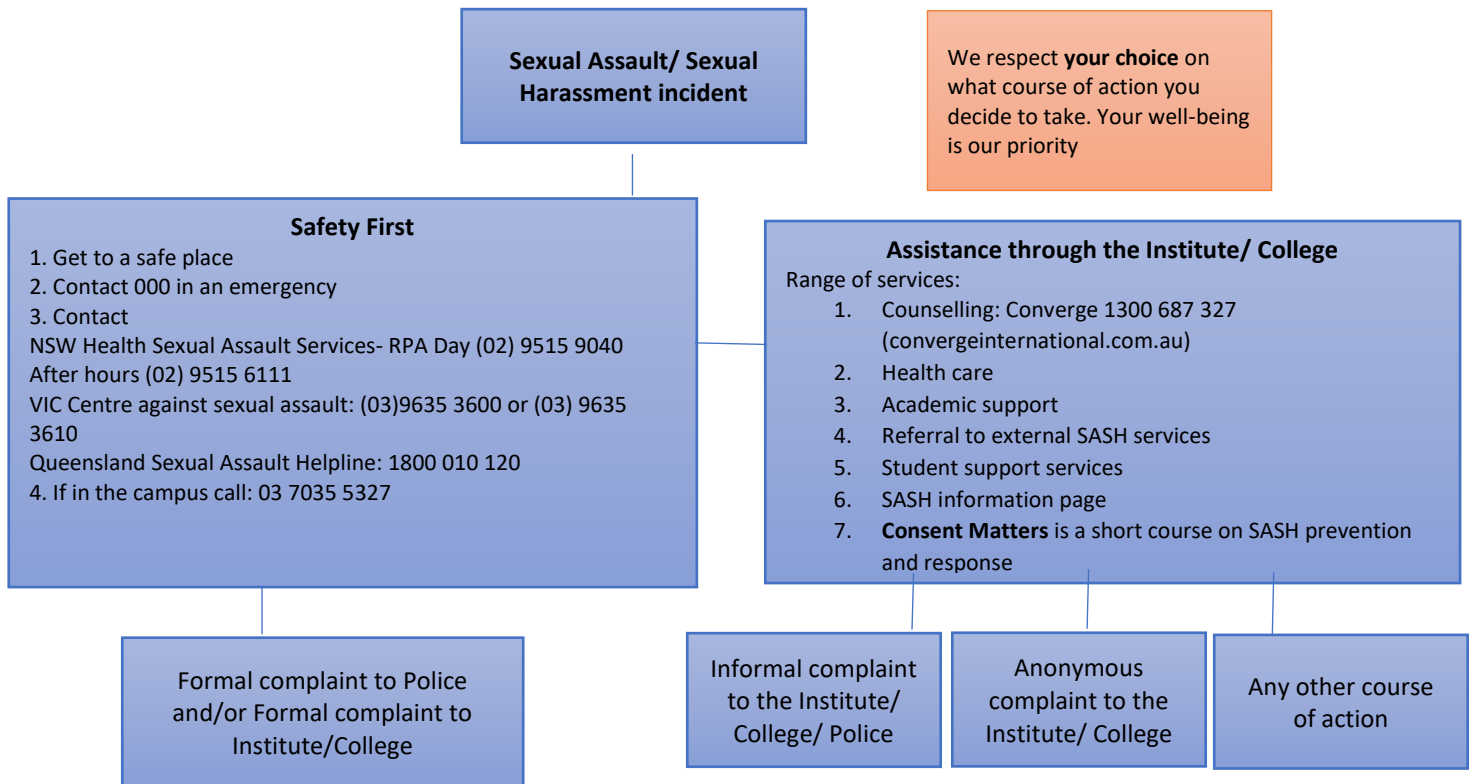 Sexual Assault/ Sexual
Harassment incident
We respect your choice on
what course of action you
decide to take. Your well-being
is our priority
Safety First
1. Get to a safe place
2. Contact 000 in an emergency
3. Contact
NSW Health Sexual Assault Services- RPA Day (02) 9515 9040
After hours (02) 9515 6111
VIC Centre against sexual assault: (03)9635 3600 or (03) 9635
3610
Queensland Sexual Assault Helpline: 1800 010 120
4. If in the campus call: 03 7035 5327
Assistance through the Institute/ College
Range of services:
1. Counselling: Converge 1300 687 327
(convergeinternational.com.au)
2. Health care
3. Academic support
4. Referral to external SASH services
5. Student support services
6. SASH information page
7. Consent Matters is a short course on SASH prevention
and response
Formal complaint to Police
and/or Formal complaint to
Institute/College
Informal complaint
to the Institute/
College/ Police
Anonymous
complaint to the
Institute/ College
Any other course
of action